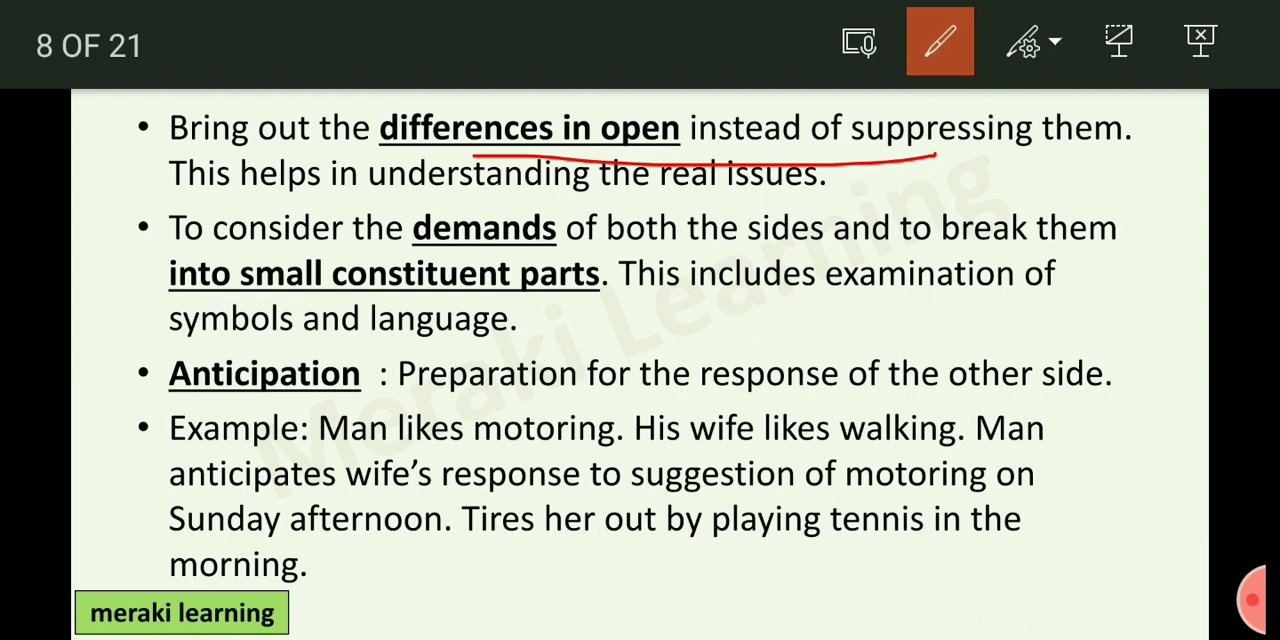 8 OF 21
• Bring out the differences in open instead of suppressing them.
This helps in understanding the real issues.
• To consider the demands of both the sides and to break them
into small constituent parts. This includes examination of
symbols and language.
• Anticipation : Preparation for the response of the other side.
• Example: Man likes motoring. His wife likes walking. Man
anticipates wife’s response to suggestion of motoring on
Sunday afternoon. Tires her out by playing tennis in the
morning.
Meraki Learning
meraki learning